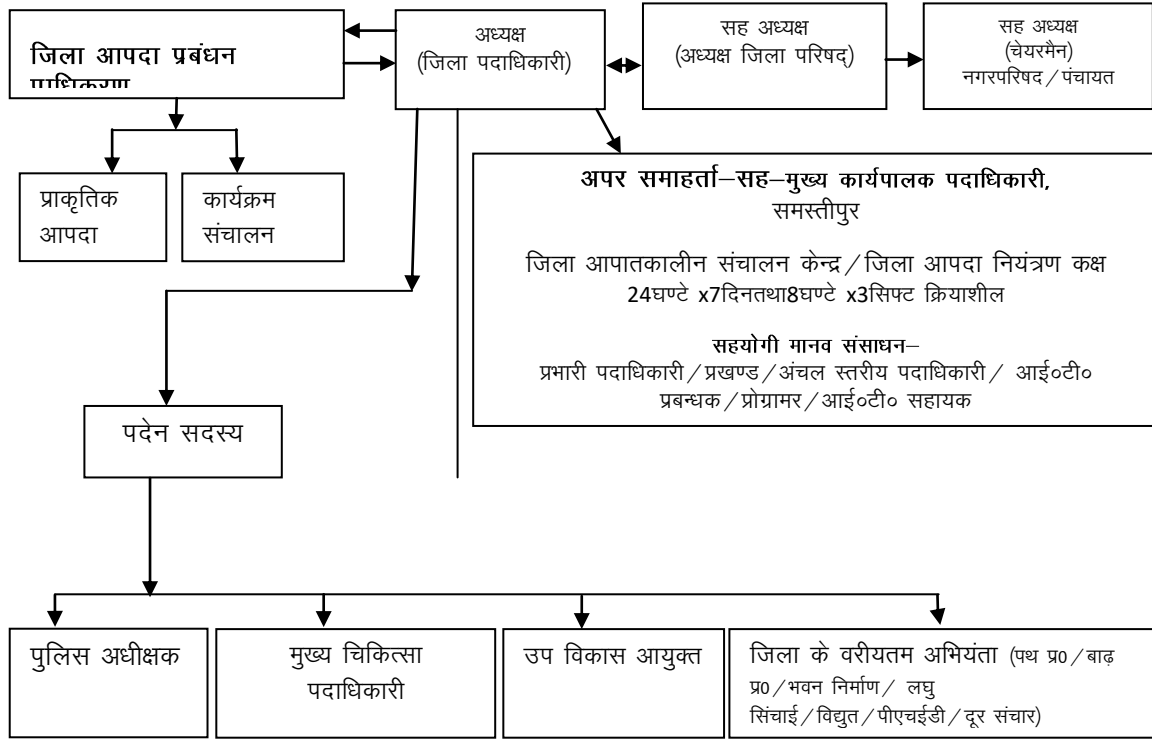 जिला आपदा प्रबंधन
प्राधिकरण
अध्यक्ष
(जिला पदाधिकारी)
सह अध्यक्ष
(अध्यक्ष जिला परिषद्)
सह अध्यक्ष
(चेयरमैन)
नगरपरिषद/पंचायत
प्राकृतिक
आपदा
कार्यक्रम
संचालन
अपर समाहर्ता–सह–मुख्य कार्यपालक पदाधिकारी,
समस्तीपुर
जिला आपातकालीन संचालन केन्द्र/जिला आपदा नियंत्रण कक्ष
24घण्टे x7दिनतथा8घण्टे x3सिफ्ट क्रियाशील
सहयोगी मानव संसाधन–
प्रभारी पदाधिकारी/प्रखण्ड/अंचल स्तरीय पदाधिकारी/ आई०टी०
प्रबन्धक/प्रोग्रामर/आई०टी० सहायक
पदेन सदस्य
पुलिस अधीक्षक
मुख्य चिकित्सा
पदाधिकारी
उप विकास आयुक्त
जिला के वरीयतम अभियंता (पथ प्र0/बाढ़
प्र0/भवन निर्माण/ लघु
सिंचाई/विद्युत/पीएचईडी/दूर संचार)